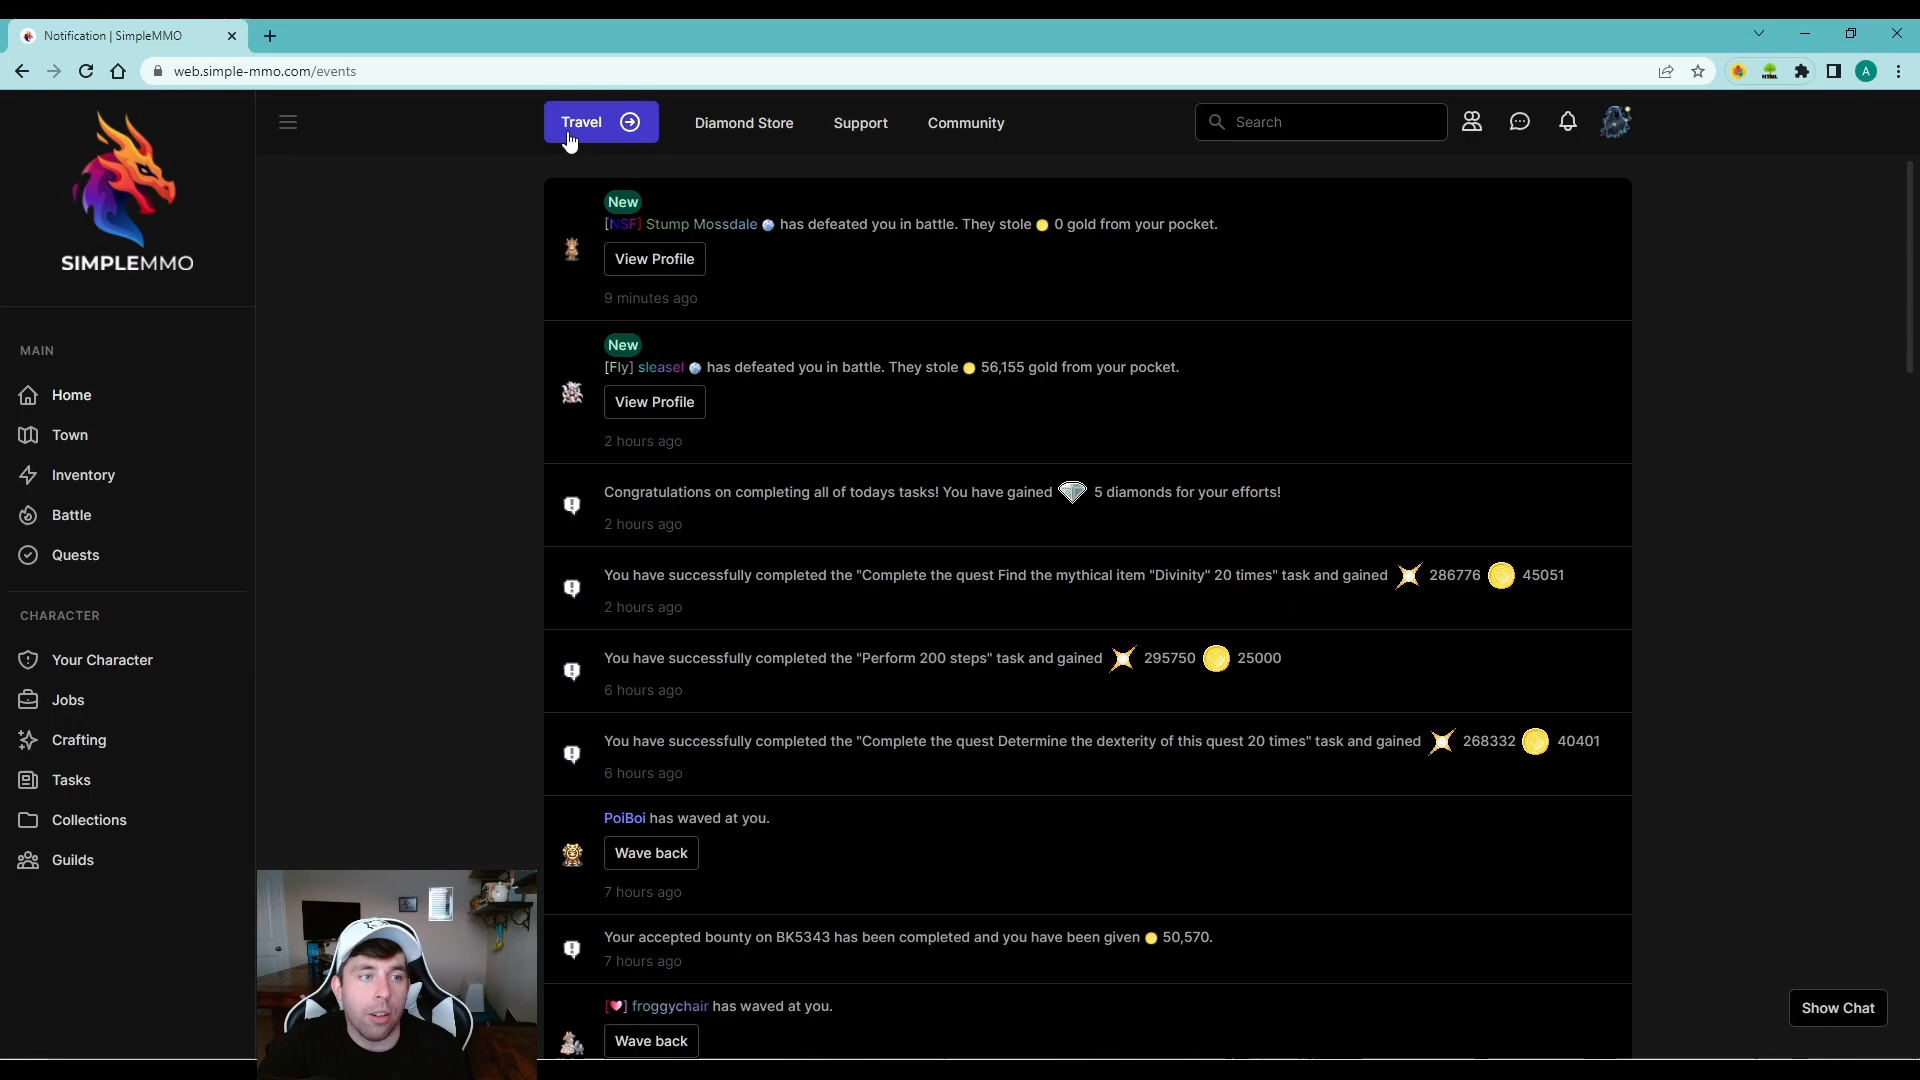 Notification | SimpleMMO
web.simple-mmo.com/events
A
SIMPLEMMO
Travel
Diamond Store
Support
Community
Search
MAIN
Home
Town
Inventory
Battle
Quests
CHARACTER
Your Character
Jobs
Crafting
Tasks
Collections
Guilds
New
[NSF] Stump Mossdale has defeated you in battle. They stole 0 gold from your pocket.
View Profile
9 minutes ago
New
[Fly] sleasel has defeated you in battle. They stole 56,155 gold from your pocket.
View Profile
2 hours ago
Congratulations on completing all of todays tasks! You have gained 5 diamonds for your efforts!
2 hours ago
You have successfully completed the "Complete the quest Find the mythical item "Divinity" 20 times" task and gained 286776 45051
2 hours ago
You have successfully completed the "Perform 200 steps" task and gained 295750 25000
6 hours ago
You have successfully completed the "Complete the quest Determine the dexterity of this quest 20 times" task and gained 268332 40401
6 hours ago
PoiBoi has waved at you.
Wave back
7 hours ago
Your accepted bounty on BK5343 has been completed and you have been given 50,570.
7 hours ago
[❤] froggychair has waved at you.
Wave back
Show Chat